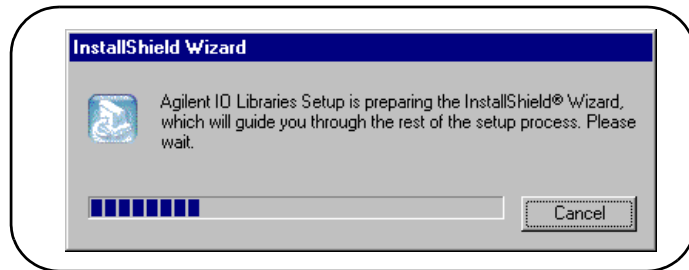 InstallShield Wizard
Agilent IO Libraries Setup is preparing the InstallShield® Wizard,
which will guide you through the rest of the setup process. Please
wait.
Cancel